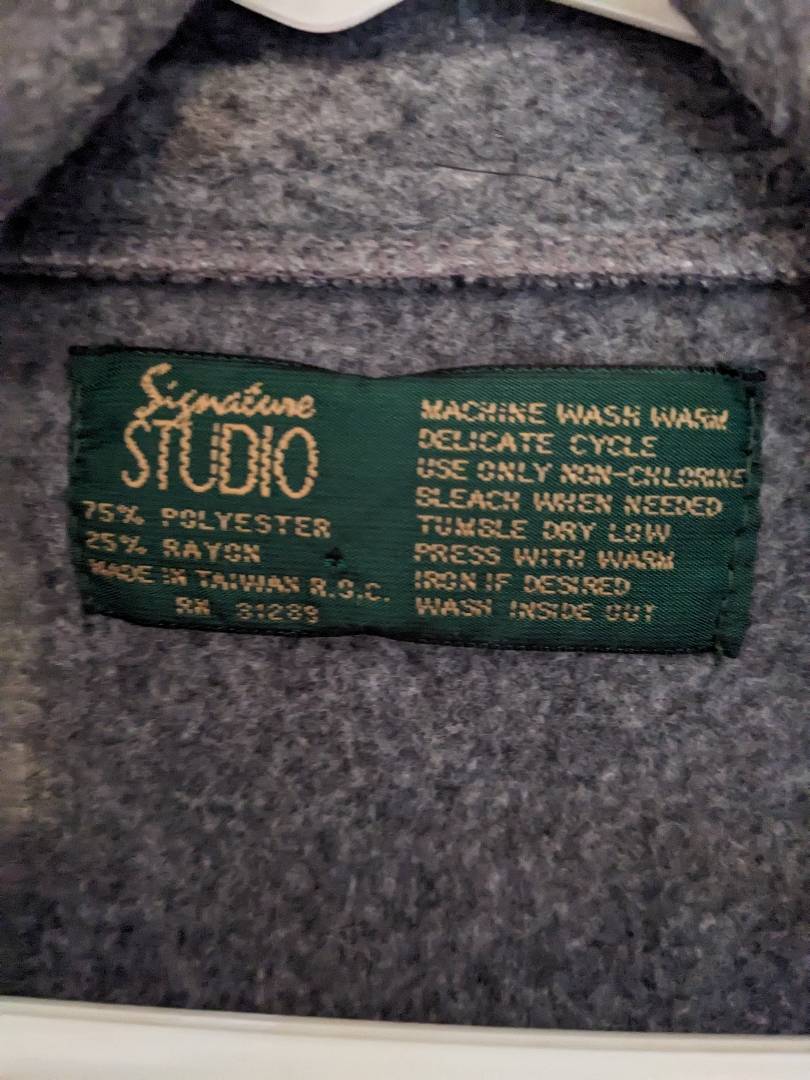 Signature
STUDIO
75% POLYESTER
25% RAYON
MADE IN TAIWAN R.O.C.
RN 31289
MACHINE WASH WARM
DELICATE CYCLE
USE ONLY NON-CHLORINE
BLEACH WHEN NEEDED
TUMBLE DRY LOW
PRESS WITH WARM
IRON IF DESIRED
WASH INSIDE OUT